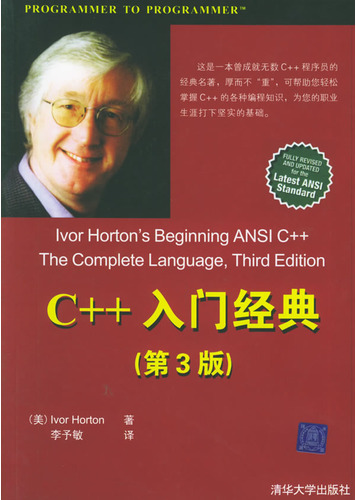 PROGRAMMER TO PROGRAMMER™
这是一本曾成就无数 C++ 程序员的
经典名著，厚而不“重”，可帮助您轻松
掌握 C++ 的各种编程知识，为您的职业
生涯打下坚实的基础。
FULLY REVISED
AND UPDATED
for the
Latest ANSI
Standard
Ivor Horton's Beginning ANSI C++
The Complete Language, Third Edition
C++ 入门经典
(第 3 版)
(美) Ivor Horton 著
李予敏 译
清华大学出版社